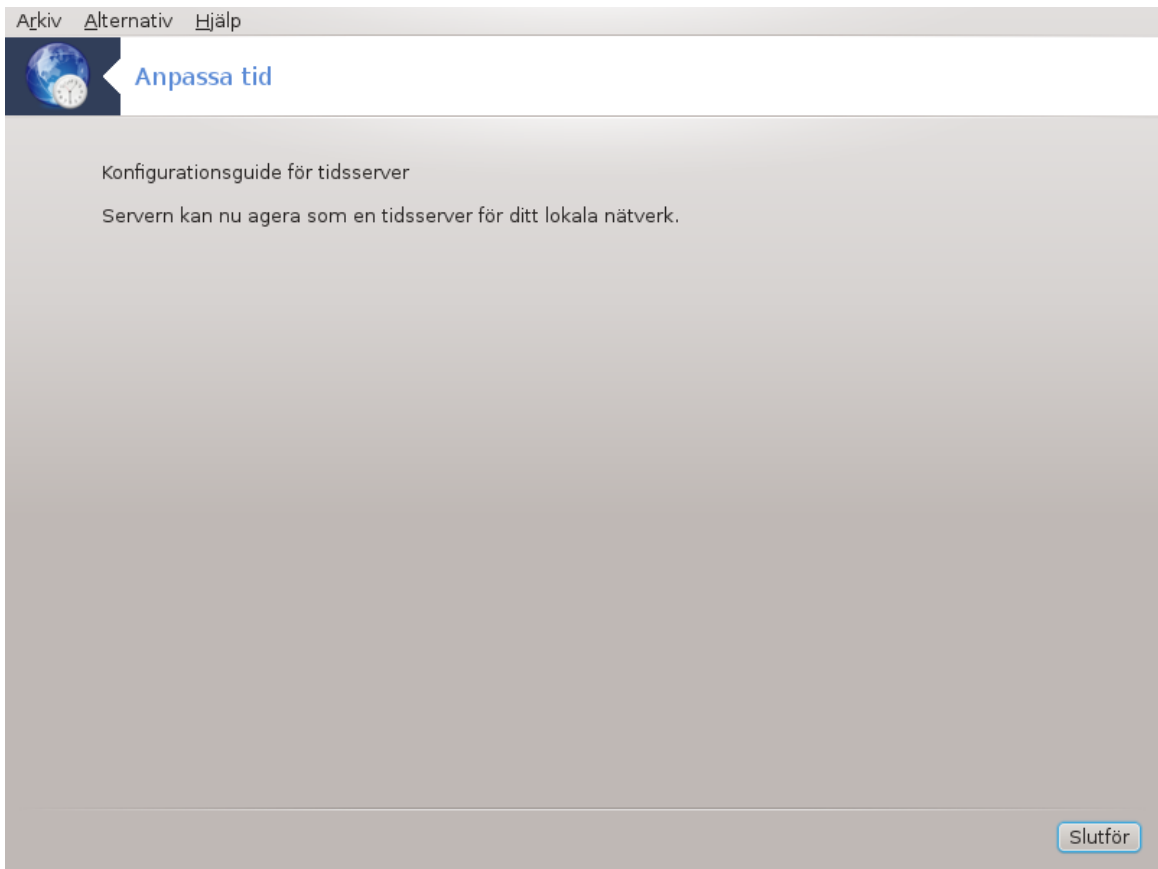 Arkiv Alternativ Hjälp
Anpassa tid
Konfigurationsguide för tidsserver
Servern kan nu agera som en tidsserver för ditt lokala nätverk.
Slutför